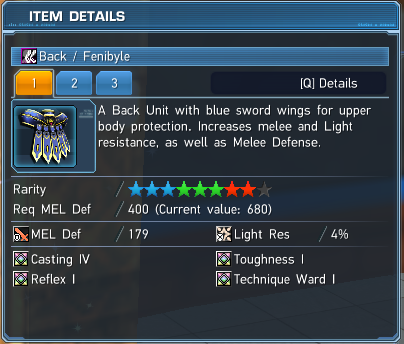 ITEM DETAILS
Back / Fenibyle
1 2 3 [Q] Details
A Back Unit with blue sword wings for upper
body protection. Increases melee and Light
resistance, as well as Melee Defense.
Rarity /
Req MEL Def / 400 (Current value: 680)
MEL Def / 179 Light Res / 4%
Casting IV Toughness I
Reflex I Technique Ward I